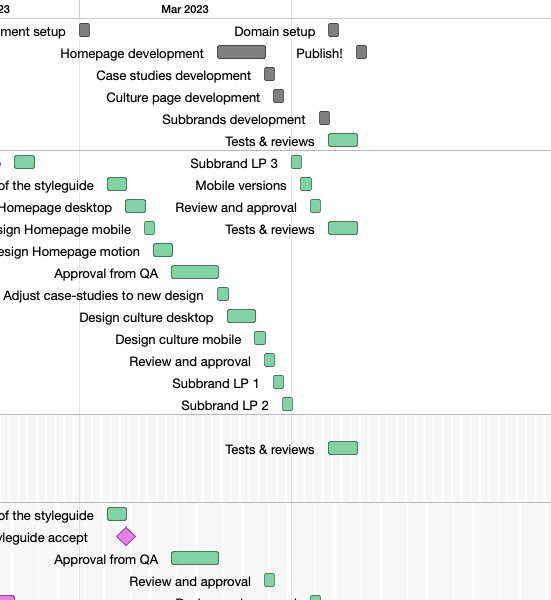 23 Mar 2023
ment setup Domain setup
Homepage development Publish!
Case studies development
Culture page development
Subbrands development
Tests & reviews
e Subbrand LP 3
of the styleguide Mobile versions
Homepage desktop Review and approval
sign Homepage mobile Tests & reviews
esign Homepage motion
Approval from QA
Adjust case-studies to new design
Design culture desktop
Design culture mobile
Review and approval
Subbrand LP 1
Subbrand LP 2
Tests & reviews
of the styleguide
yleguide accept
Approval from QA
Review and approval